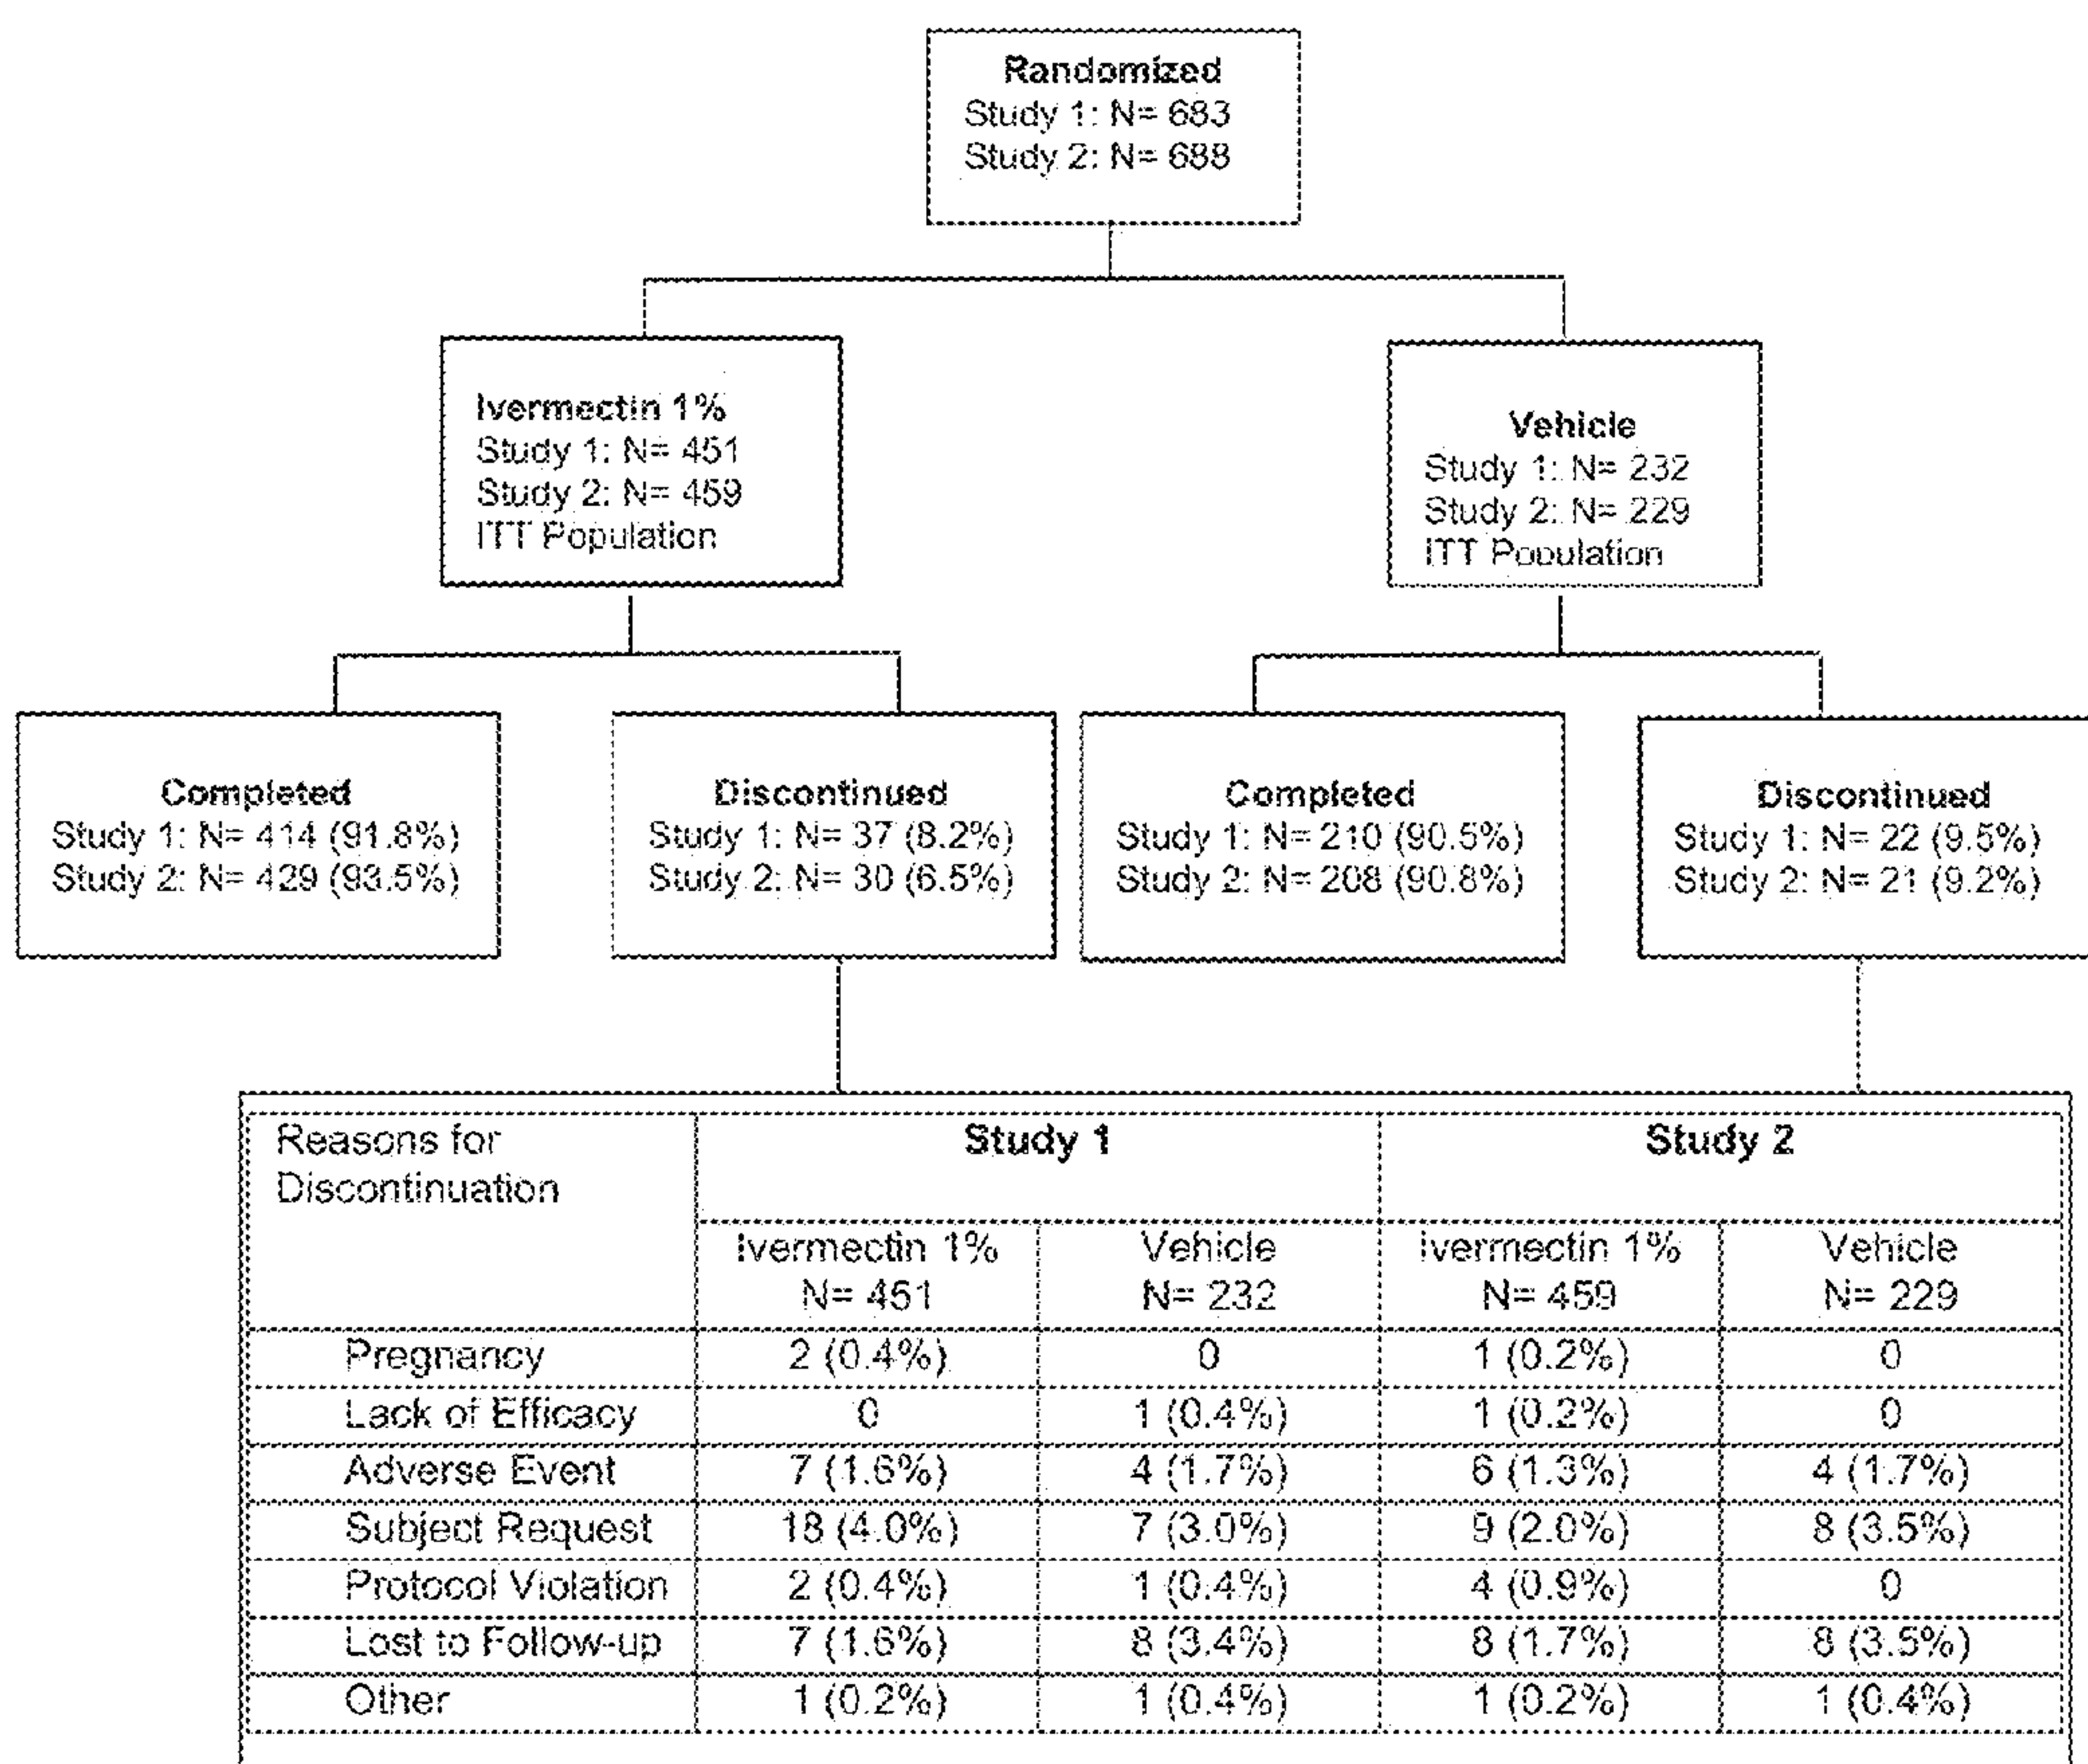 Randomized
Study 1: N= 683
Study 2: N= 688
Ivermectin 1%
Study 1: N= 451
Study 2: N= 459
ITT Population
Vehicle
Study 1: N= 232
Study 2: N= 229
ITT Population
Completed
Study 1: N= 414 (91.8%)
Study 2: N= 429 (93.5%)
Discontinued
Study 1: N= 37 (8.2%)
Study 2: N= 30 (6.5%)
Completed
Study 1: N= 210 (90.5%)
Study 2: N= 208 (90.8%)
Discontinued
Study 1: N= 22 (9.5%)
Study 2: N= 21 (9.2%)
Reasons for Study 1 Study 2
Discontinuation
Ivermectin 1% Vehicle Ivermectin 1% Vehicle
N= 451 N= 232 N= 459 N= 229
Pregnancy 2 (0.4%) 0 1 (0.2%) 0
Lack of Efficacy 0 1 (0.4%) 1 (0.2%) 0
Adverse Event 7 (1.6%) 4 (1.7%) 6 (1.3%) 4 (1.7%)
Subject Request 18 (4.0%) 7 (3.0%) 9 (2.0%) 8 (3.5%)
Protocol Violation 2 (0.4%) 1 (0.4%) 4 (0.9%) 0
Lost to Follow-up 7 (1.6%) 8 (3.4%) 8 (1.7%) 8 (3.5%)
Other 1 (0.2%) 1 (0.4%) 1 (0.2%) 1 (0.4%)